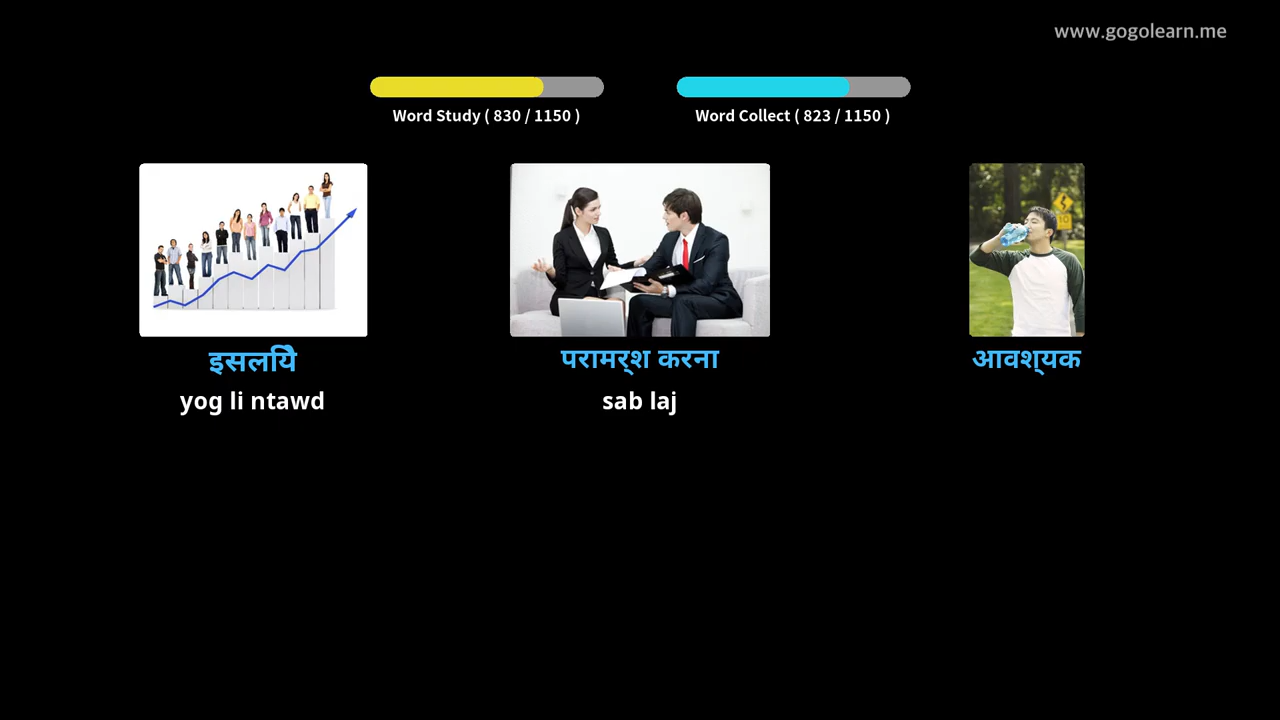 www.gogolearn.me
Word Study ( 830 / 1150 )
Word Collect ( 823 / 1150 )
इसलिये
परामर्श करना
आवश्यक
yog li ntawd
sab laj